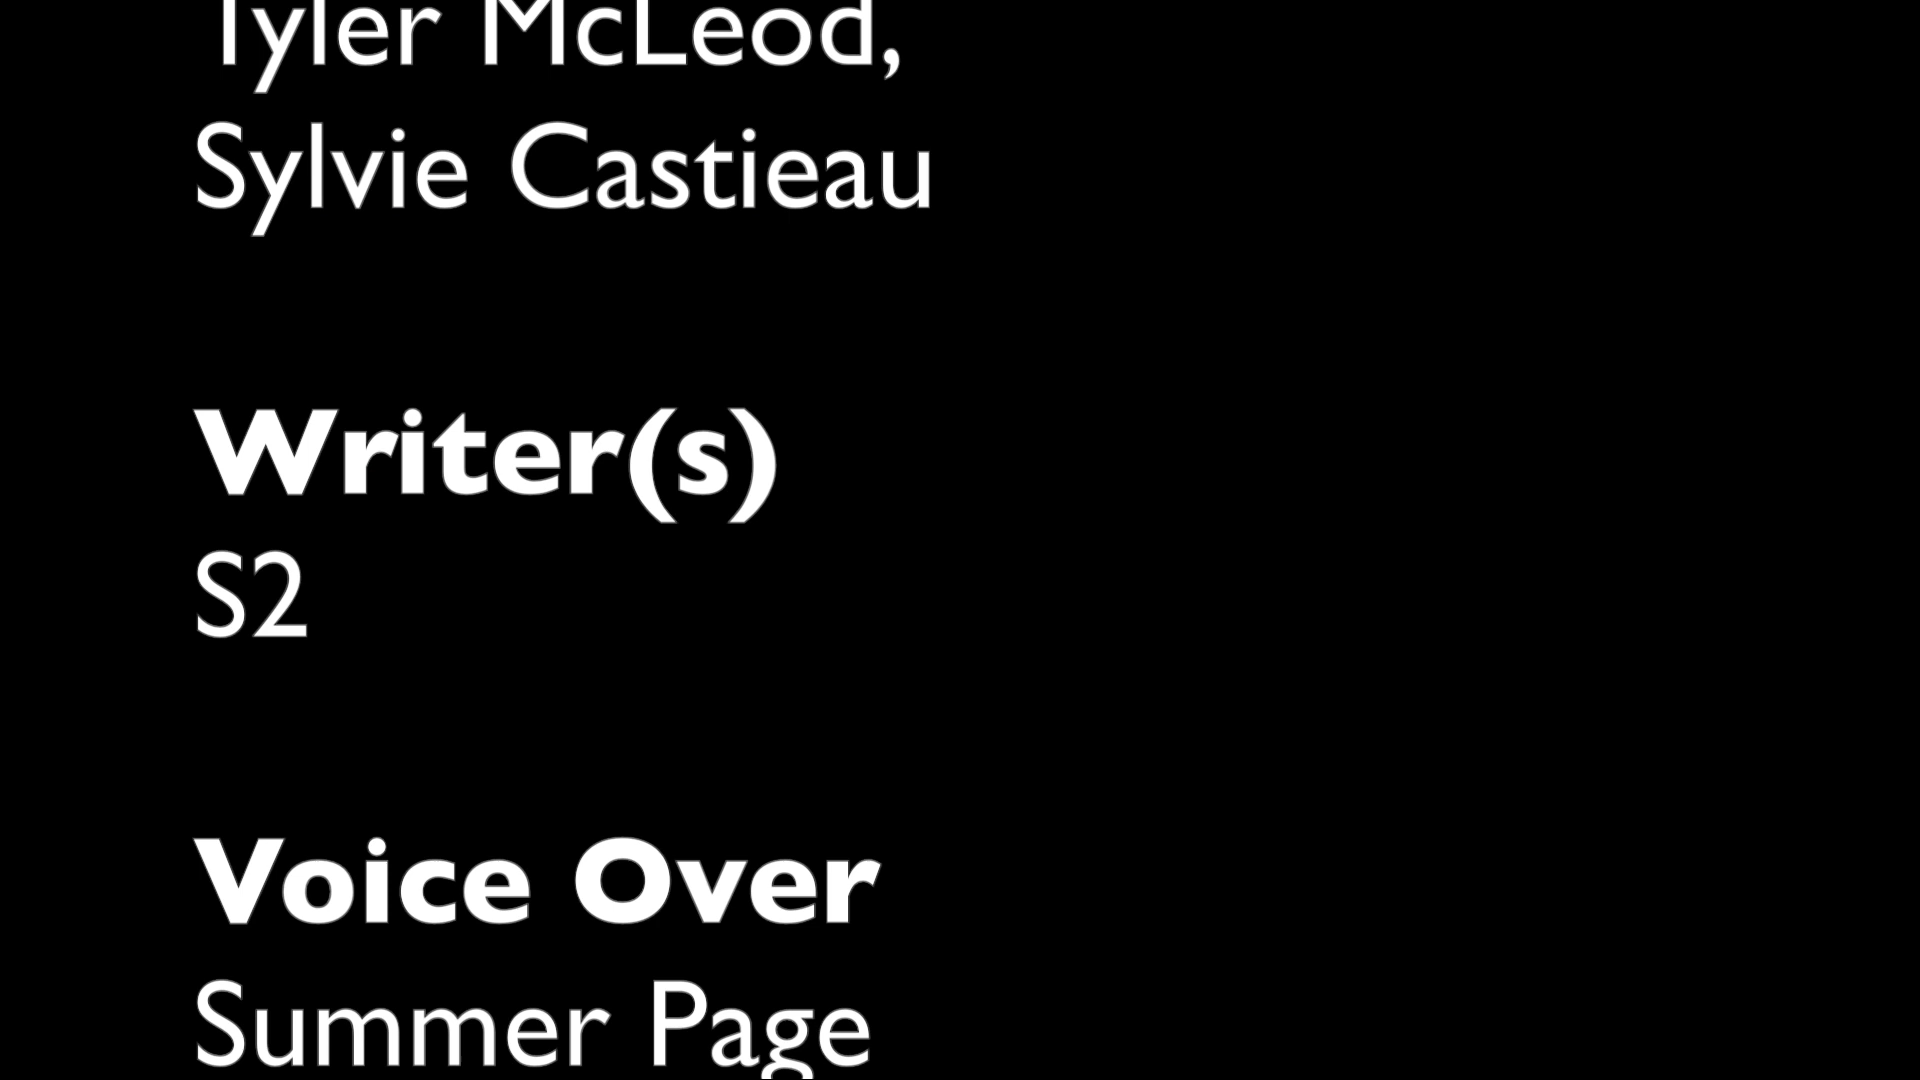 Tyler McLeod,
Sylvie Castieau
Writer(s)
S2
Voice Over
Summer Page